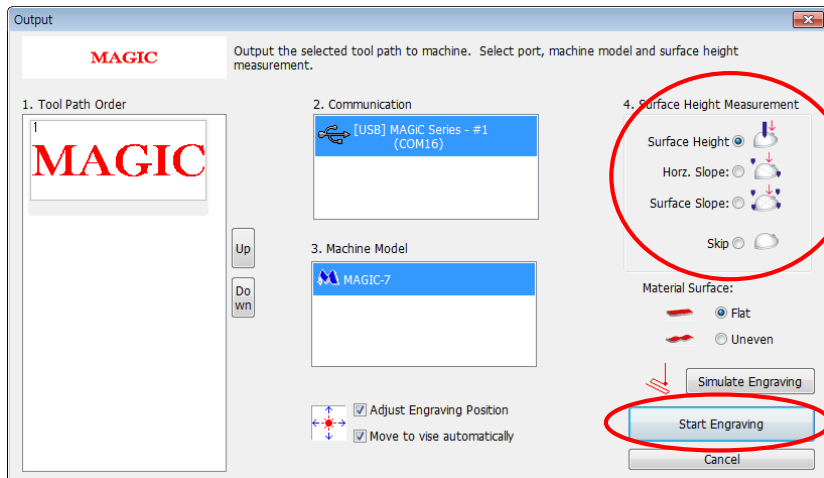 Output
MAGIC
Output the selected tool path to machine. Select port, machine model and surface height
measurement.
1. Tool Path Order
1
MAGIC
Up
Do
wn
2. Communication
[USB] MAGiC Series - #1
(COM16)
3. Machine Model
MAGIC-7
Adjust Engraving Position
Move to vise automatically
4. Surface Height Measurement
Surface Height
Horz. Slope:
Surface Slope:
Skip
Material Surface:
Flat
Uneven
Simulate Engraving
Start Engraving
Cancel